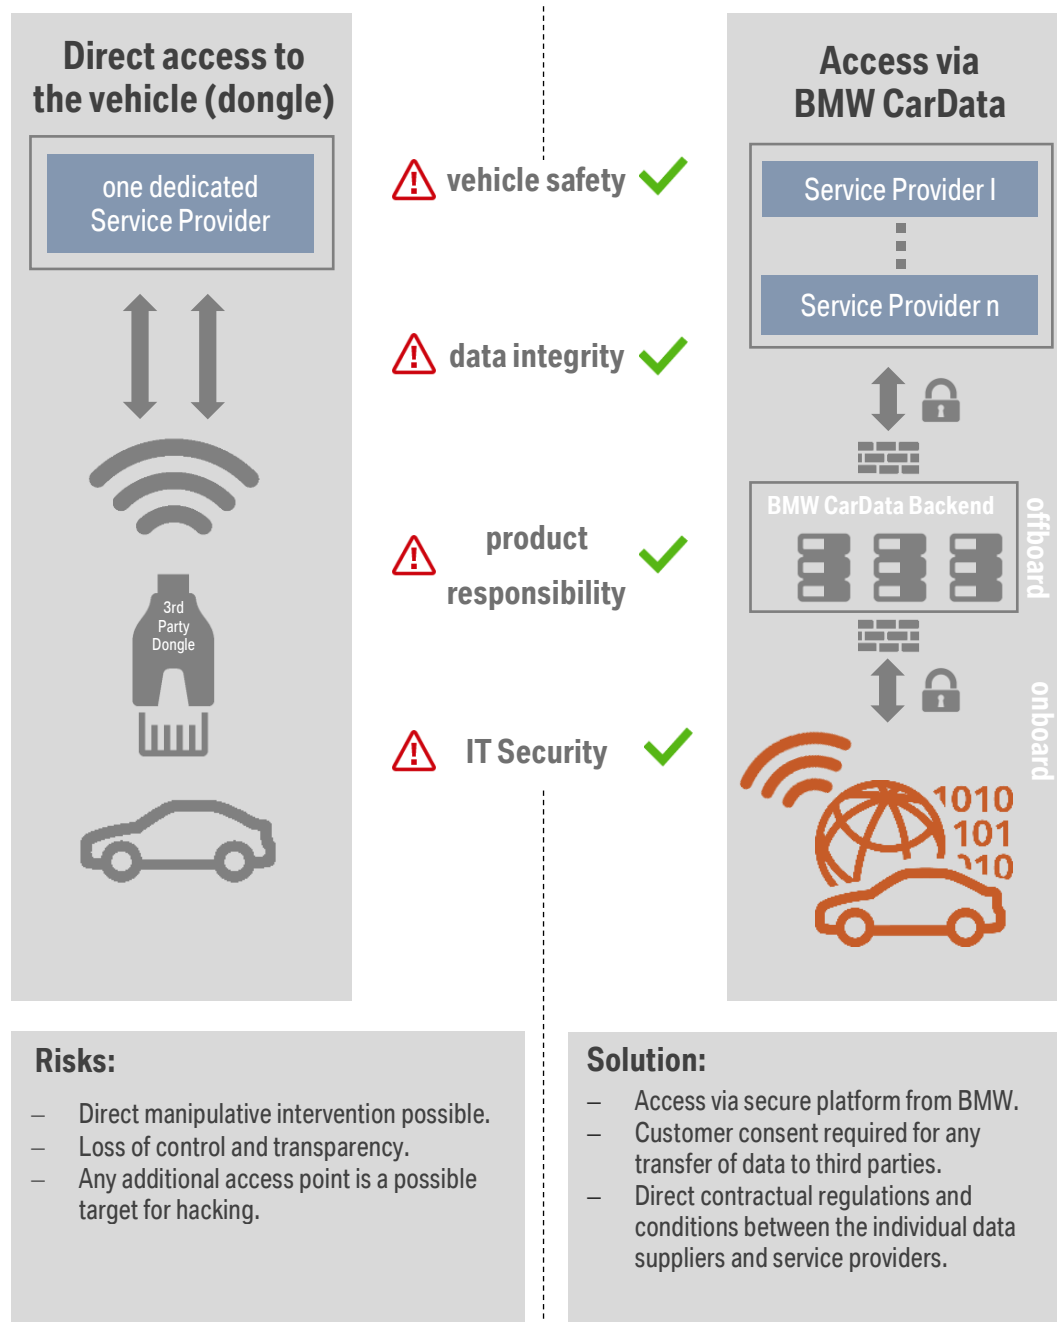 Direct access to
the vehicle (dongle)
one dedicated
Service Provider
3rd
Party
Dongle
vehicle safety
data integrity
product
responsibility
IT Security
Access via
BMW CarData
Service Provider I
Service Provider n
BMW CarData Backend
offboard
onboard
1010
101
010
Risks:
– Direct manipulative intervention possible.
– Loss of control and transparency.
– Any additional access point is a possible
target for hacking.
Solution:
– Access via secure platform from BMW.
– Customer consent required for any
transfer of data to third parties.
– Direct contractual regulations and
conditions between the individual data
suppliers and service providers.